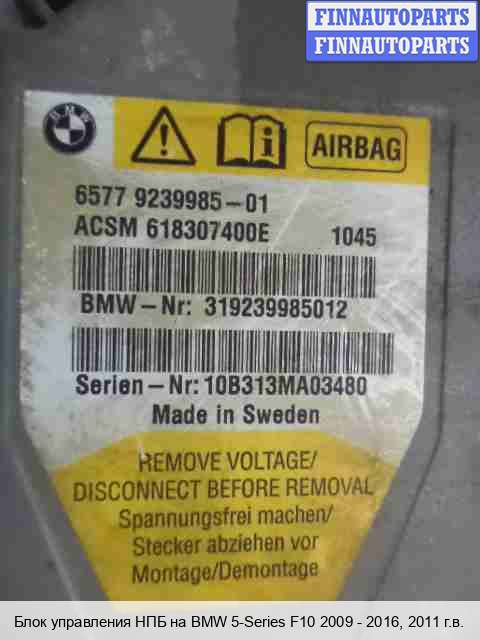 FINNAUTOPARTS
FINNAUTOPARTS
BMW
AIRBAG
6577 9239985-01
ACSM 618307400E 1045
BMW-Nr: 319239985012
Serien-Nr: 10B313MA03480
Made in Sweden
REMOVE VOLTAGE/
DISCONNECT BEFORE REMOVAL
Spannungsfrei machen/
Stecker abziehen vor
Montage/Demontage
Блок управления НПБ на BMW 5-Series F10 2009 - 2016, 2011 г.в.